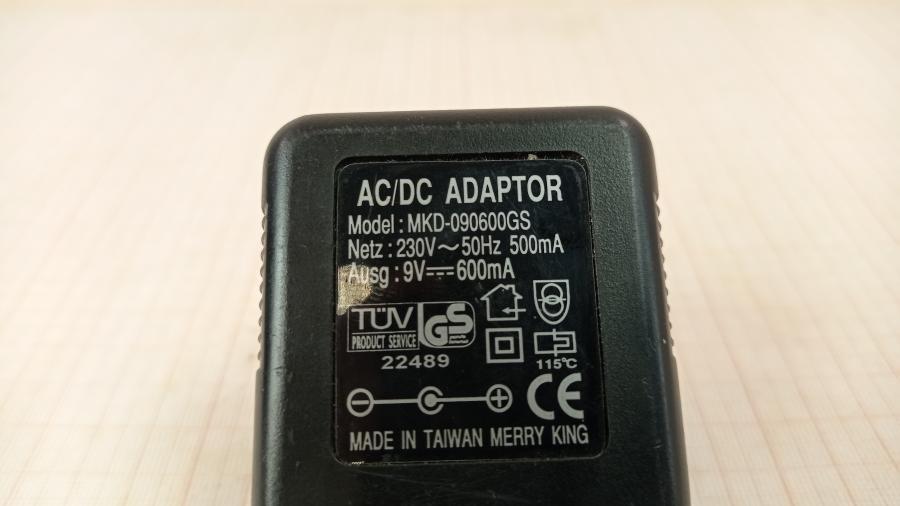 AC/DC ADAPTOR
Model : MKD-090600GS
Netz : 230V~50Hz 500mA
Ausg : 9V⎓600mA
TÜV GS
PRODUCT SERVICE
22489
115°C
CE
MADE IN TAIWAN MERRY KING